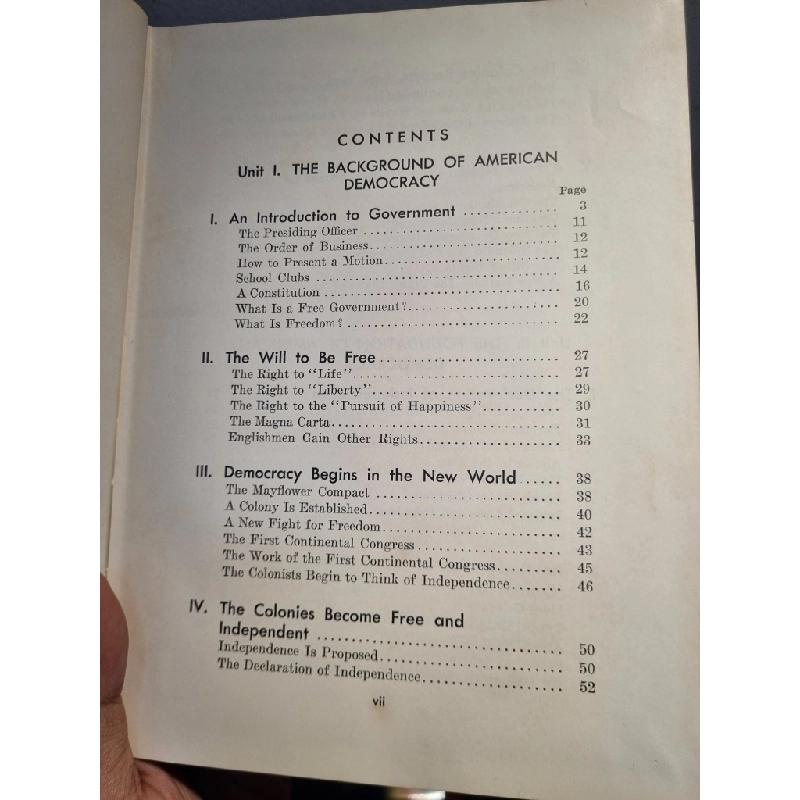 CONTENTS
Unit I. THE BACKGROUND OF AMERICAN
DEMOCRACY
Page
I. An Introduction to Government .............. 3
The Presiding Officer .............................. 11
The Order of Business.............................. 12
How to Present a Motion........................... 12
School Clubs ...................................... 14
A Constitution .................................... 16
What Is a Free Government?........................ 20
What Is Freedom? .................................. 22
II. The Will to Be Free .......................... 27
The Right to "Life"................................ 27
The Right to "Liberty"............................. 29
The Right to the "Pursuit of Happiness"........... 30
The Magna Carta.................................... 31
Englishmen Gain Other Rights...................... 33
III. Democracy Begins in the New World ...... 38
The Mayflower Compact ............................. 38
A Colony Is Established............................ 40
A New Fight for Freedom............................ 42
The First Continental Congress .................... 43
The Work of the First Continental Congress......... 45
The Colonists Begin to Think of Independence....... 46
IV. The Colonies Become Free and
Independent .................................. 50
Independence Is Proposed........................... 50
The Declaration of Independence.................... 52
vii